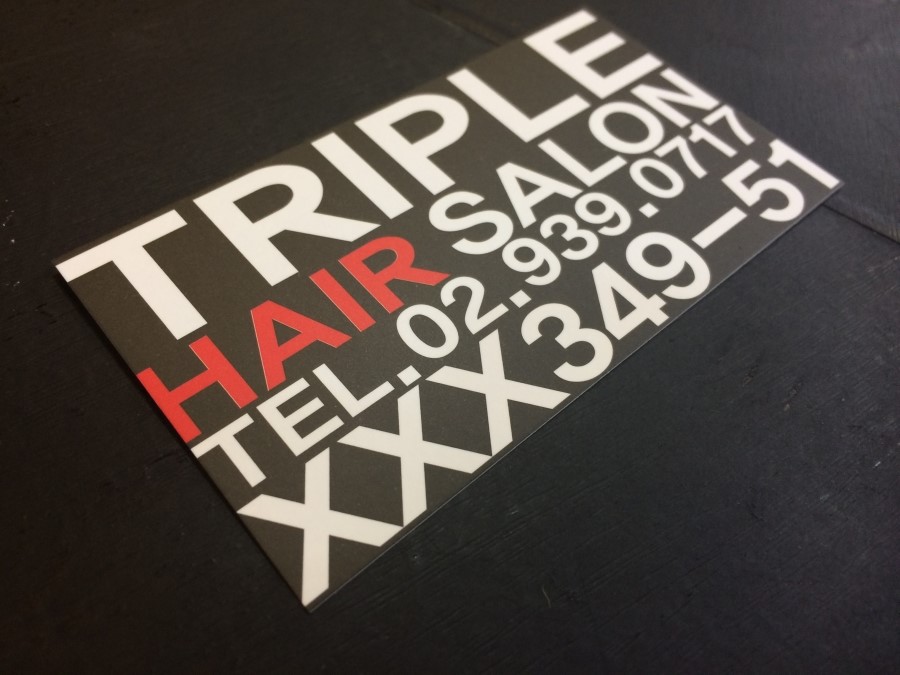 TRIPLE
HAIR SALON
TEL.02.939.0717
XXX349-51